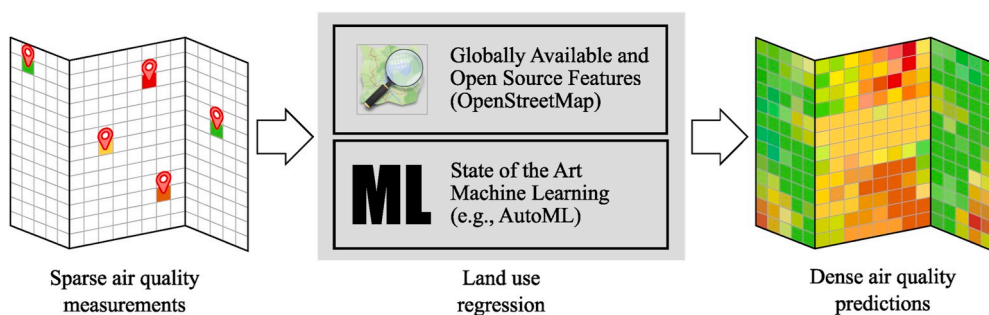 Globally Available and
Open Source Features
(OpenStreetMap)
ML
State of the Art
Machine Learning
(e.g., AutoML)
Sparse air quality
measurements
Land use
regression
Dense air quality
predictions